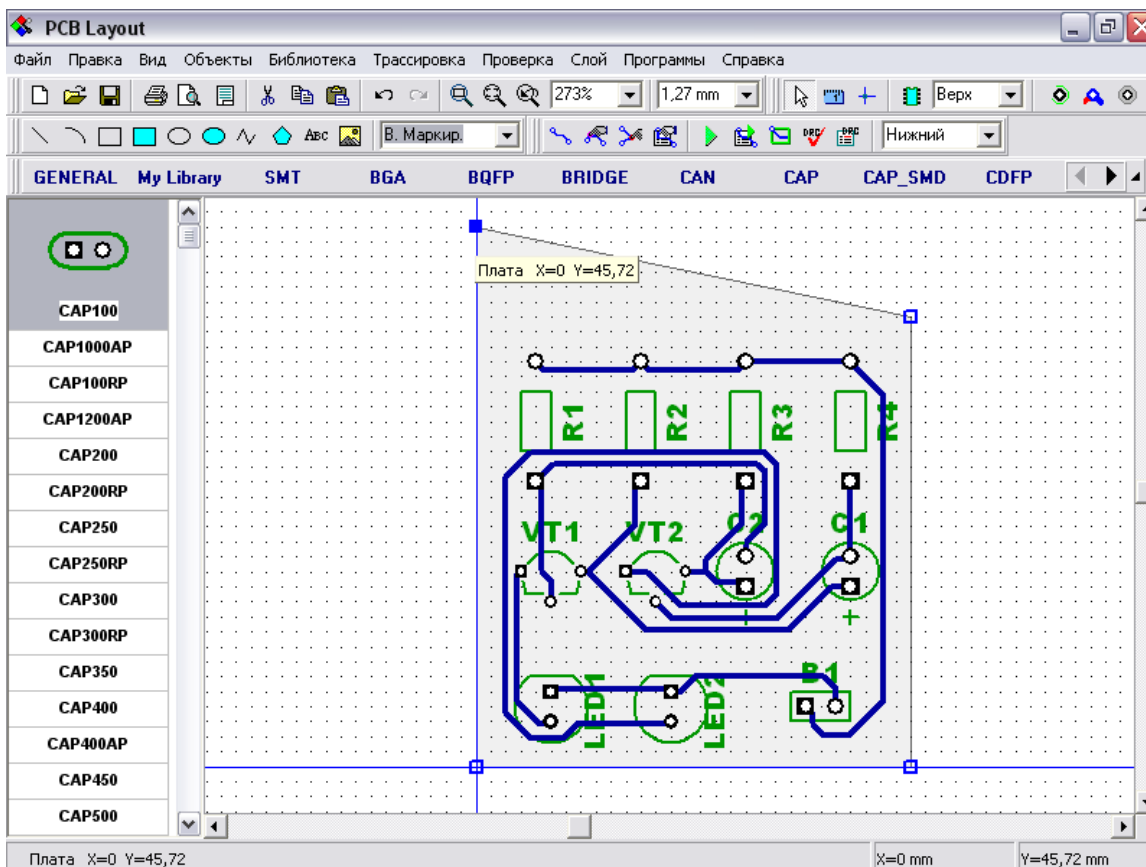 PCB Layout
Файл Правка Вид Объекты Библиотека Трассировка Проверка Слой Программы Справка
273% 1,27 mm Верх
ABC В. Маркир. DRC DRC Нижний
GENERAL My Library SMT BGA BQFP BRIDGE CAN CAP CAP_SMD CDFP
CAP100
CAP1000AP
CAP100RP
CAP1200AP
CAP200
CAP200RP
CAP250
CAP250RP
CAP300
CAP300RP
CAP350
CAP400
CAP400AP
CAP450
CAP500
Плата X=0 Y=45,72
R1 R2 R3 R4
VT1 VT2 C2 C1
+ +
LED1 LED2 B1
Плата X=0 Y=45,72 X=0 mm Y=45,72 mm